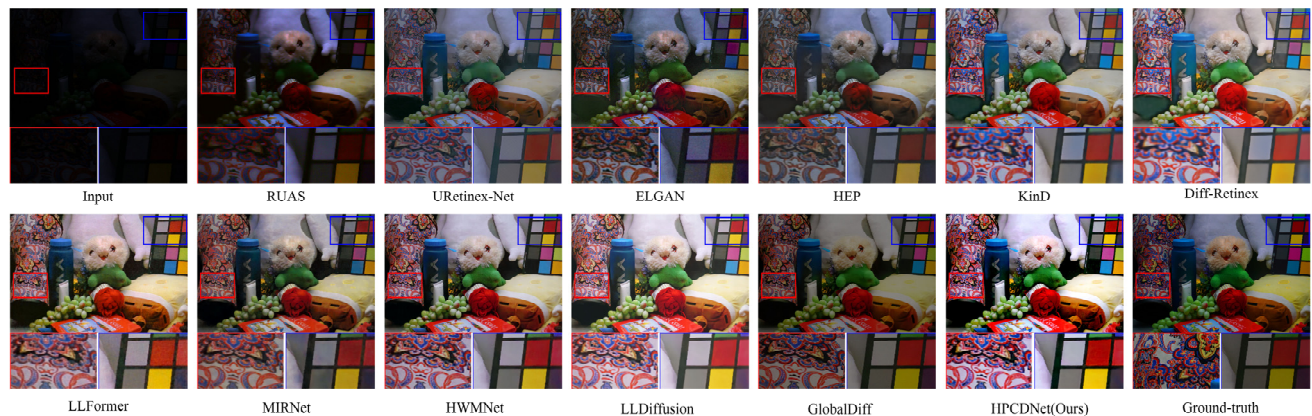 Input RUAS URetinex-Net ELGAN HEP KinD Diff-Retinex
LLFormer MIRNet HWMNet LLDiffusion GlobalDiff HPCDNet(Ours) Ground-truth